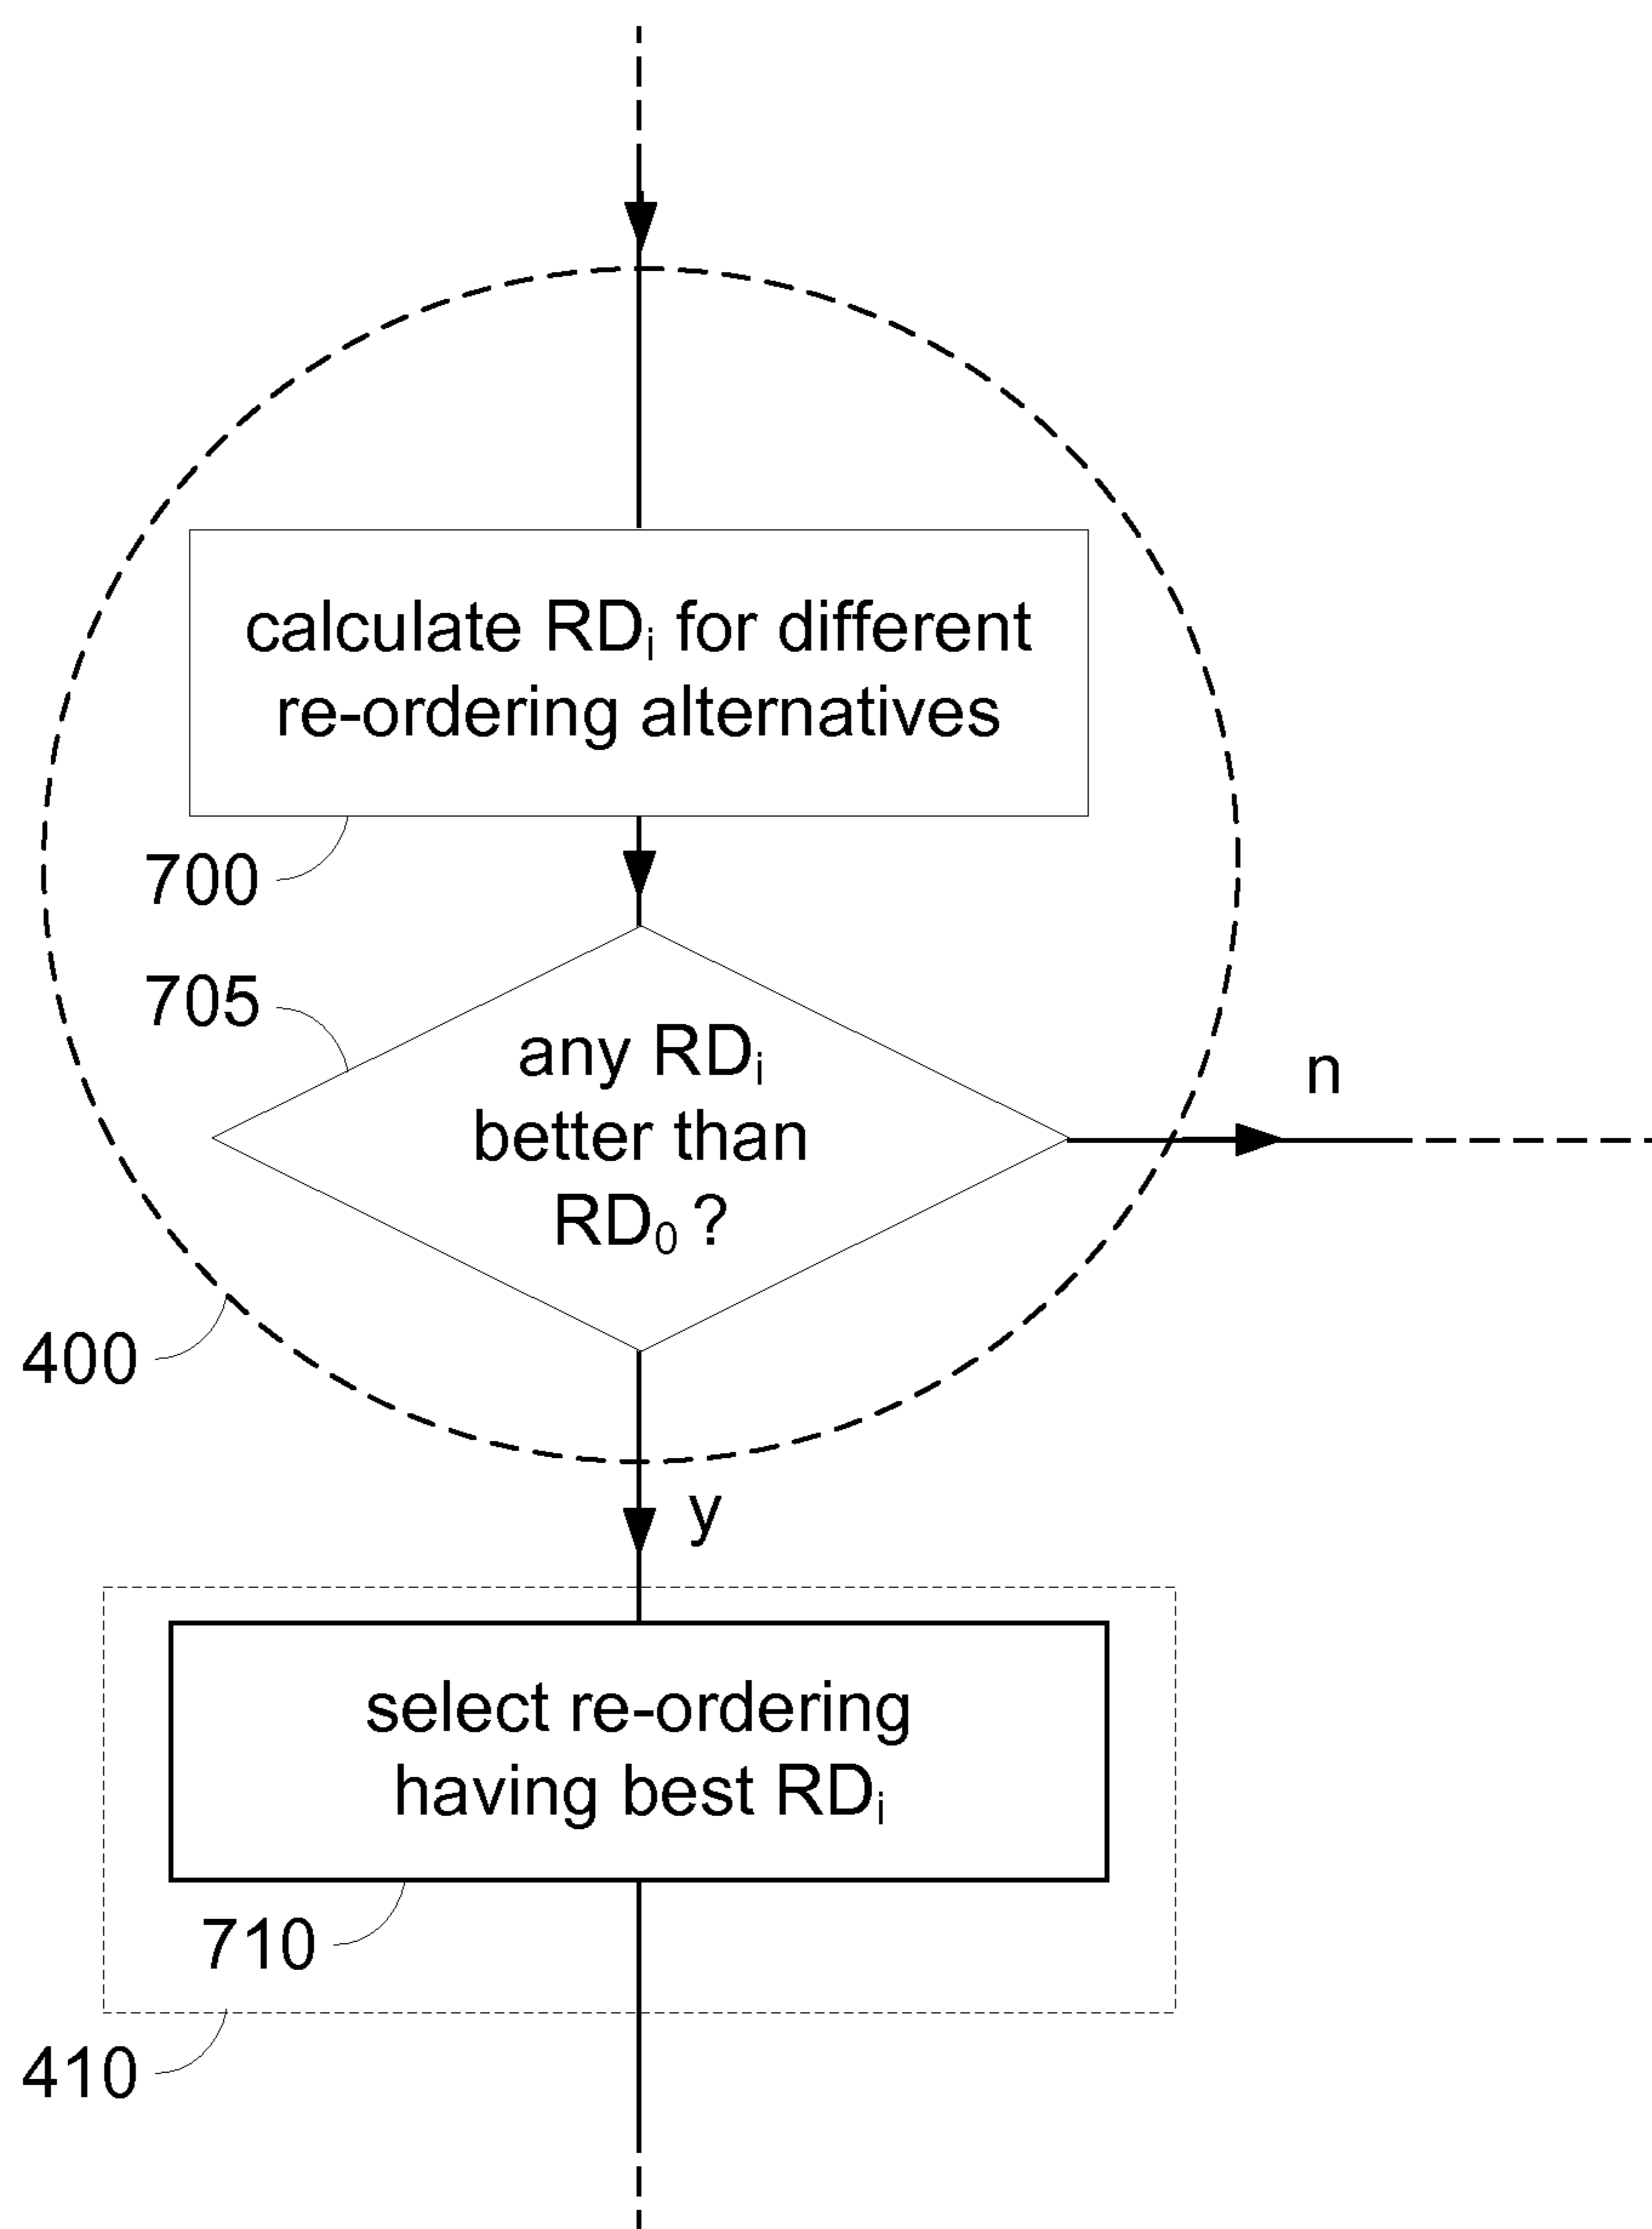 calculate RDi for different
re-ordering alternatives
700
705
any RDi
better than
RD0 ?
n
400
y
select re-ordering
having best RDi
710
410